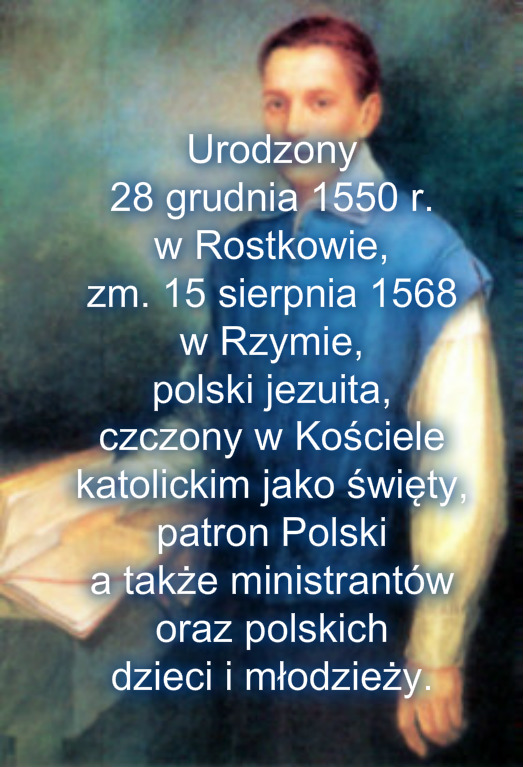 Urodzony
28 grudnia 1550 r.
w Rostkowie,
zm. 15 sierpnia 1568
w Rzymie,
polski jezuita,
czczony w Kościele
katolickim jako święty,
patron Polski
a także ministrantów
oraz polskich
dzieci i młodzieży.